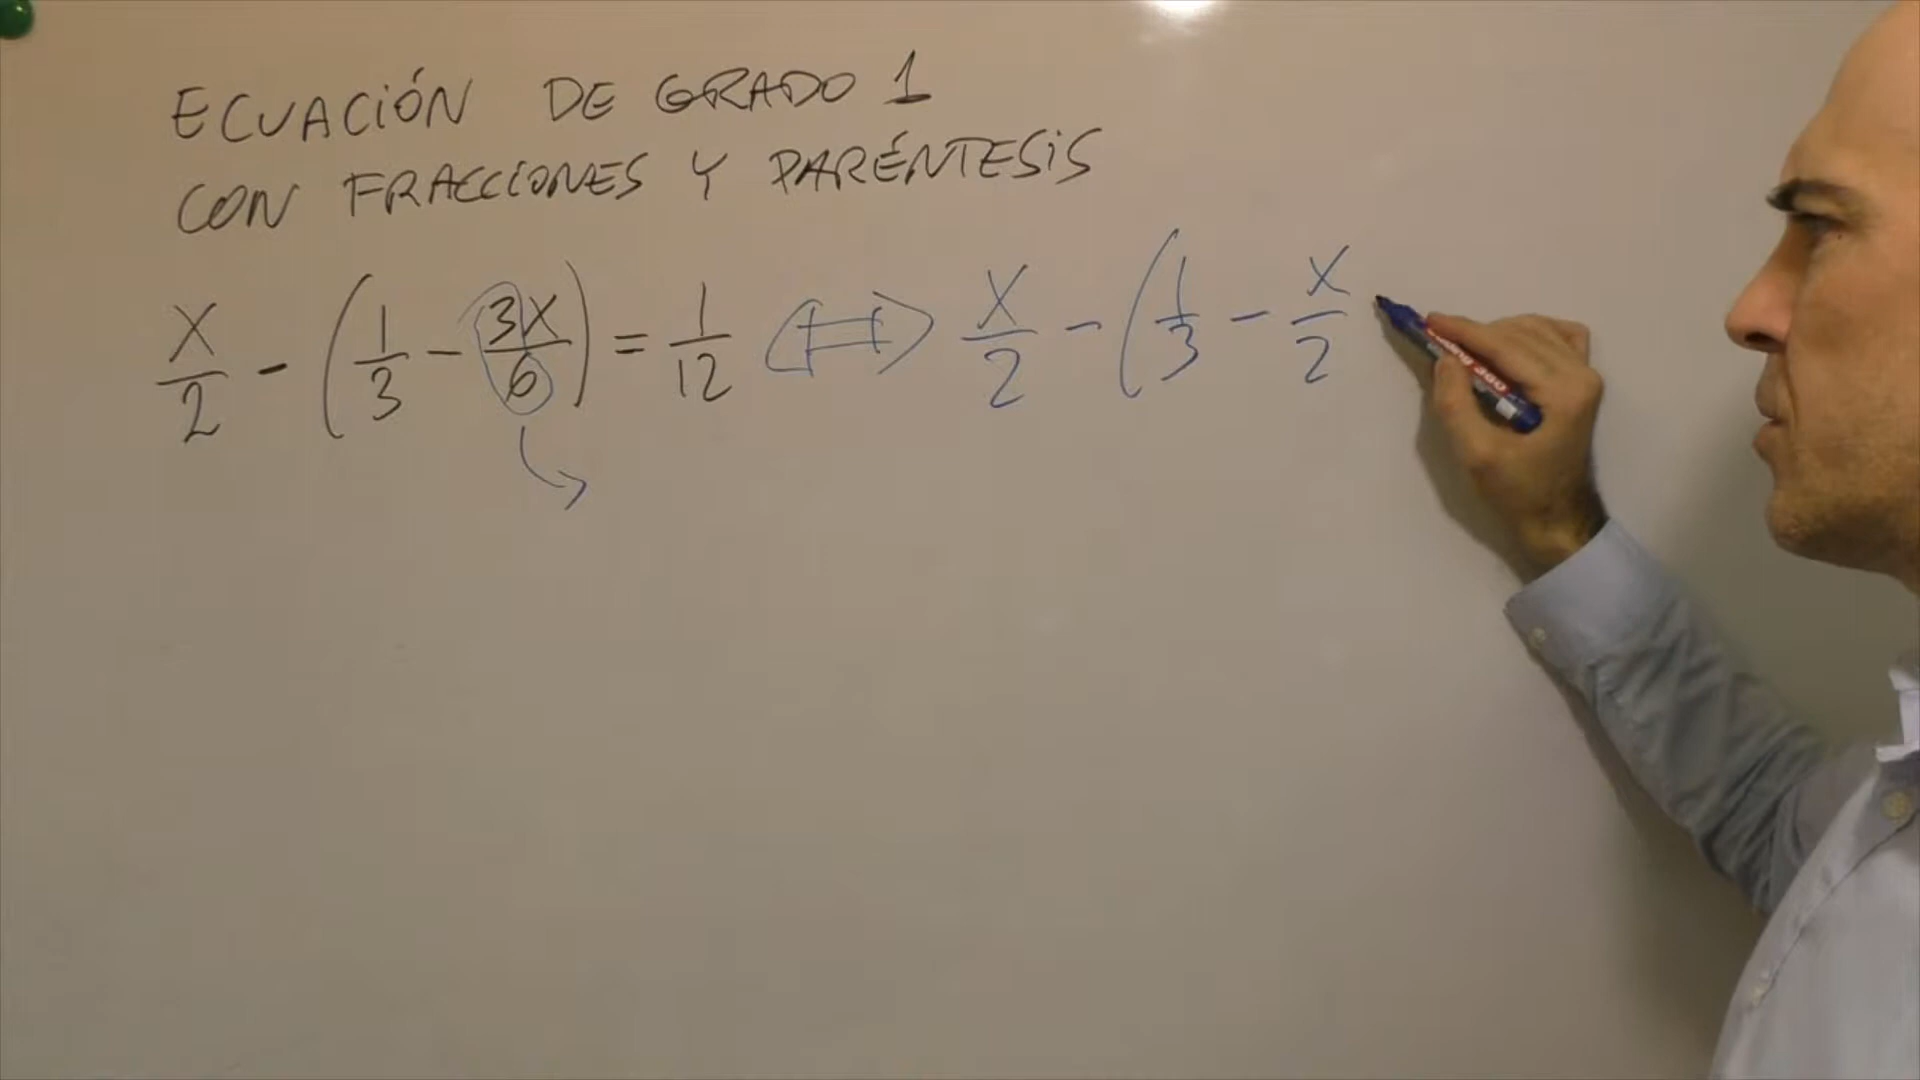 ECUACIÓN DE GRADO 1
CON FRACCIONES Y PARÉNTESIS
x/2 - (1/3 - 3x/6) = 1/12 ⟺ x/2 - (1/3 - x/2